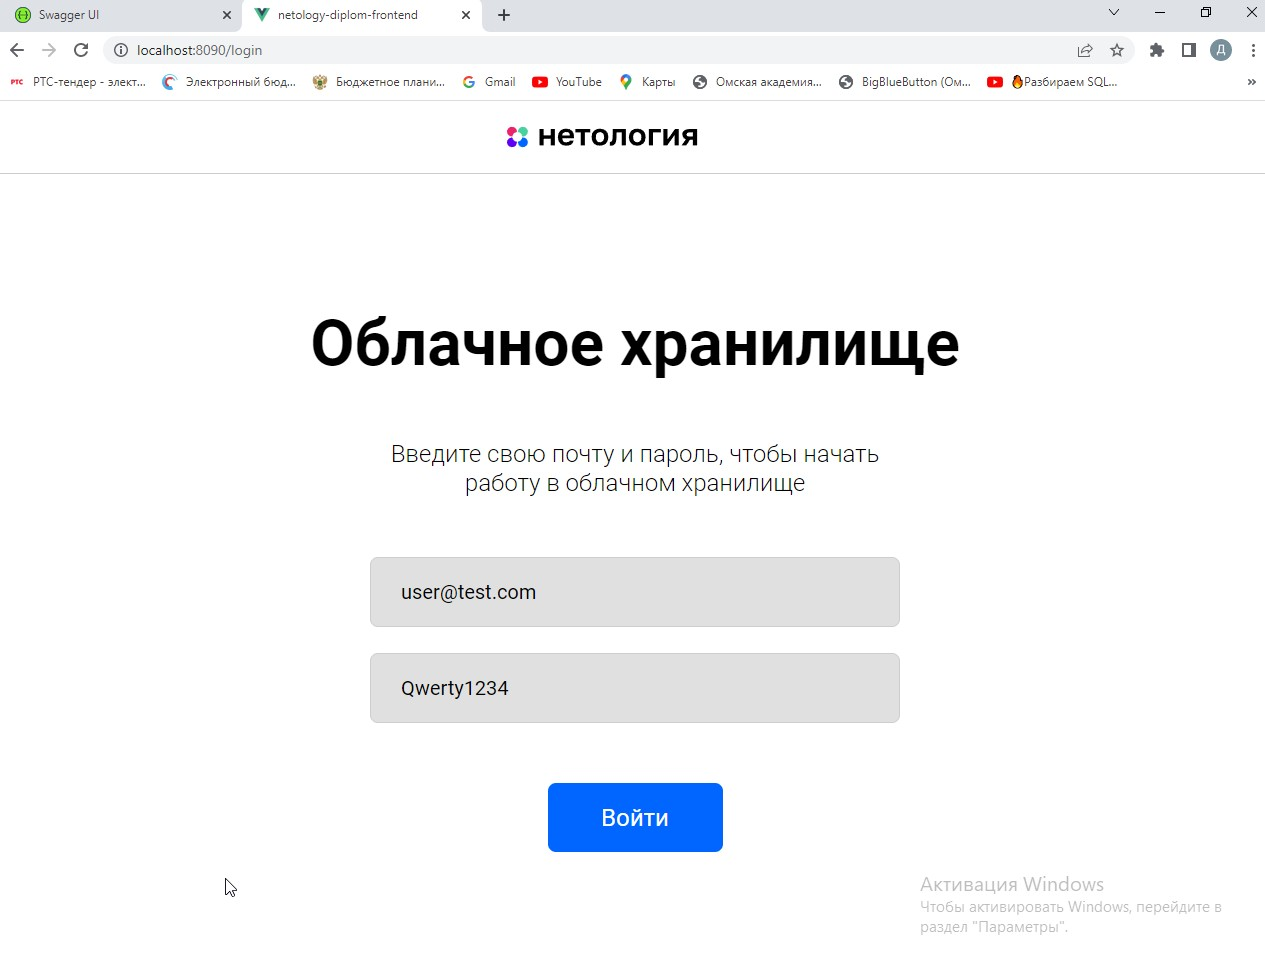 Swagger UI
netology-diplom-frontend
localhost:8090/login
Д
РТС РТС-тендер - элект...
Электронный бюд...
Бюджетное плани...
Gmail
YouTube
Карты
Омская академия...
BigBlueButton (Ом...
Разбираем SQL...
нетология
Облачное хранилище
Введите свою почту и пароль, чтобы начать
работу в облачном хранилище
user@test.com
Qwerty1234
Войти
Активация Windows
Чтобы активировать Windows, перейдите в
раздел "Параметры".